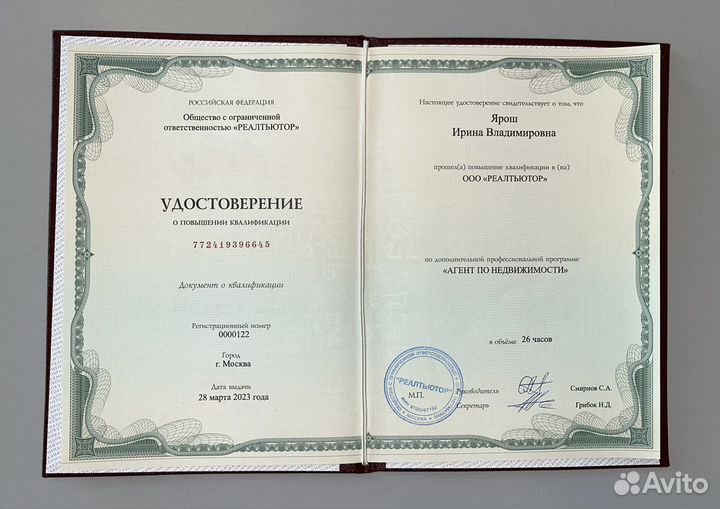 РОССИЙСКАЯ ФЕДЕРАЦИЯ
Общество с ограниченной
ответственностью «РЕАЛТЬЮТОР»
УДОСТОВЕРЕНИЕ
О ПОВЫШЕНИИ КВАЛИФИКАЦИИ
772419396645
Документ о квалификации
Регистрационный номер
0000122
Город
г. Москва
Дата выдачи
28 марта 2023 года
Настоящее удостоверение свидетельствует о том, что
Ярош
Ирина Владимировна
прошел(а) повышение квалификации в (на)
ООО «РЕАЛТЬЮТОР»
по дополнительной профессиональной программе
«АГЕНТ ПО НЕДВИЖИМОСТИ»
в объёме 26 часов
"РЕАЛТЬЮТОР"
М.П.
Руководитель Смирнов С.А.
Секретарь Грибок Н.Д.
Avito